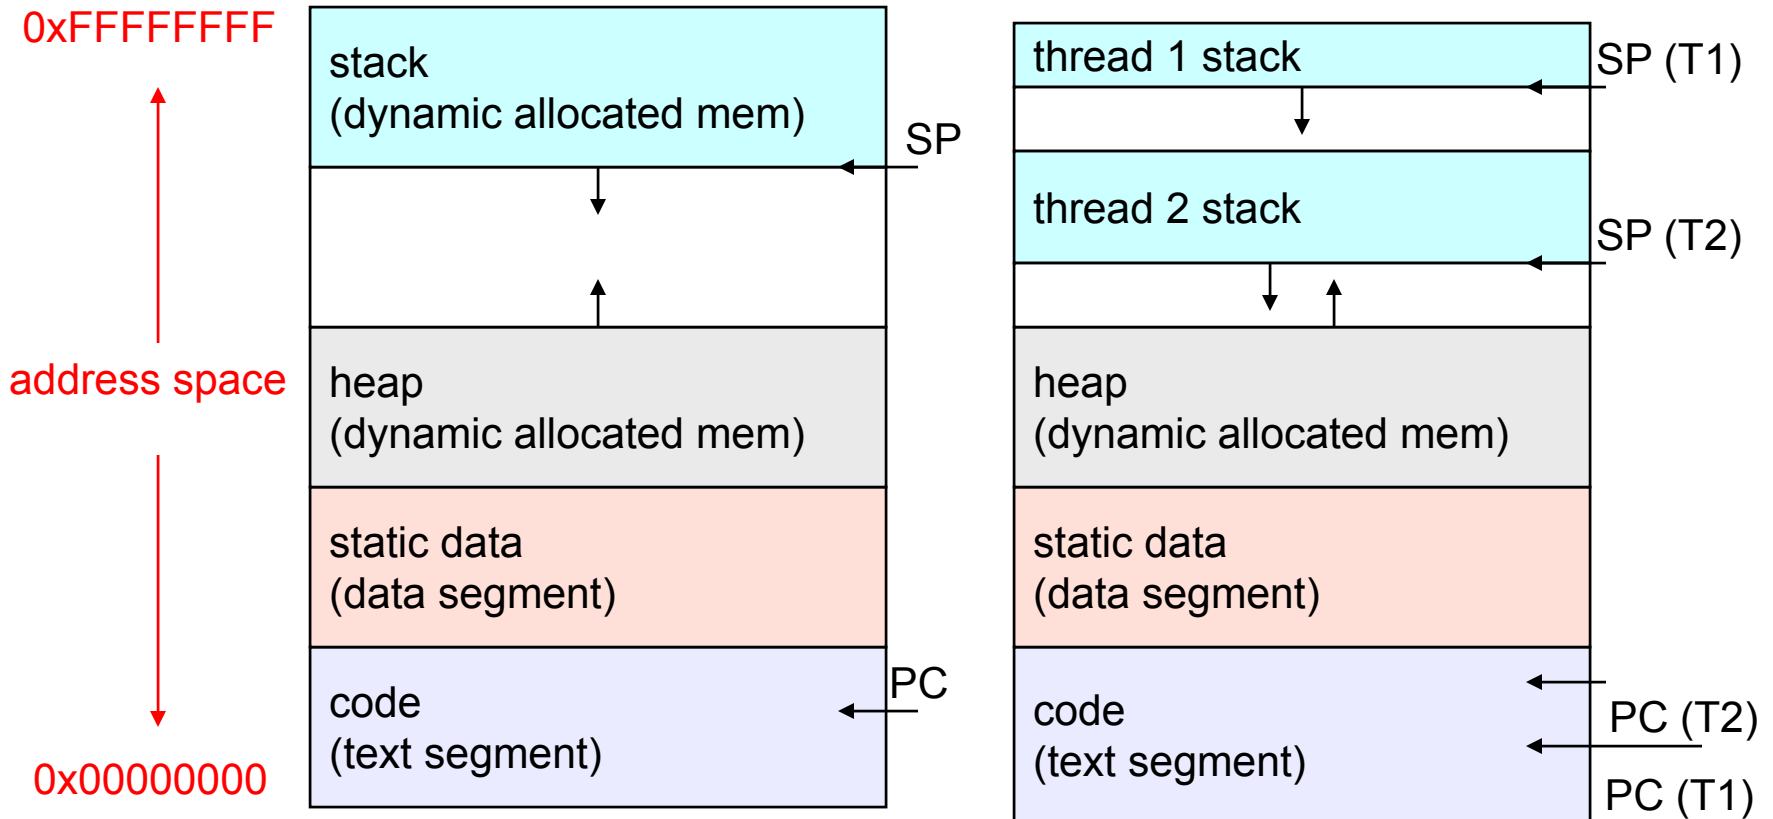 0xFFFFFFFF
address space
0x00000000
stack
(dynamic allocated mem)
SP
heap
(dynamic allocated mem)
static data
(data segment)
PC
code
(text segment)
thread 1 stack
SP (T1)
thread 2 stack
SP (T2)
heap
(dynamic allocated mem)
static data
(data segment)
code
(text segment)
PC (T2)
PC (T1)